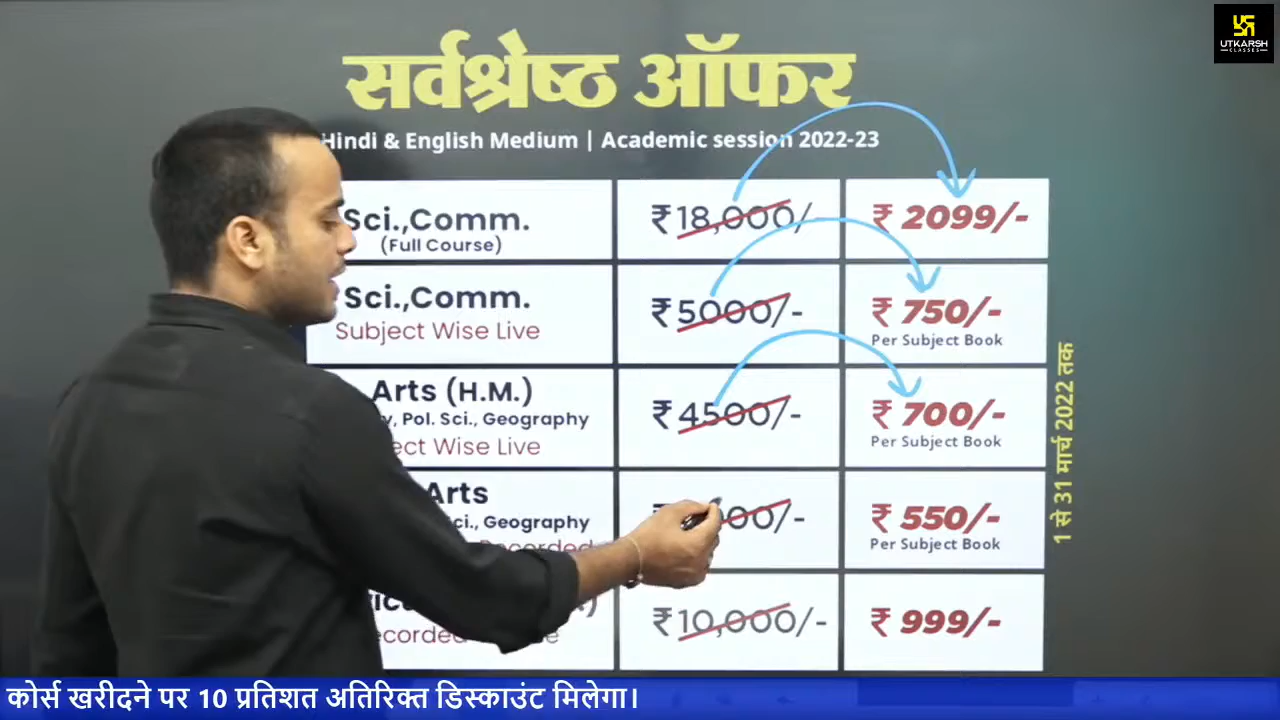 UTKARSH
CLASSES
सर्वश्रेष्ठ ऑफर
Hindi & English Medium | Academic session 2022-23
Sci.,Comm.
(Full Course)
₹18,000/-
₹ 2099/-
Sci.,Comm.
Subject Wise Live
₹5000/-
₹ 750/-
Per Subject Book
Arts (H.M.)
Pol. Sci., Geography
Wise Live
₹4500/-
₹ 700/-
Per Subject Book
Arts
Geography
₹ 550/-
Per Subject Book
₹10,000/-
₹ 999/-
1 से 31 मार्च 2022 तक
कोर्स खरीदने पर 10 प्रतिशत अतिरिक्त डिस्काउंट मिलेगा।